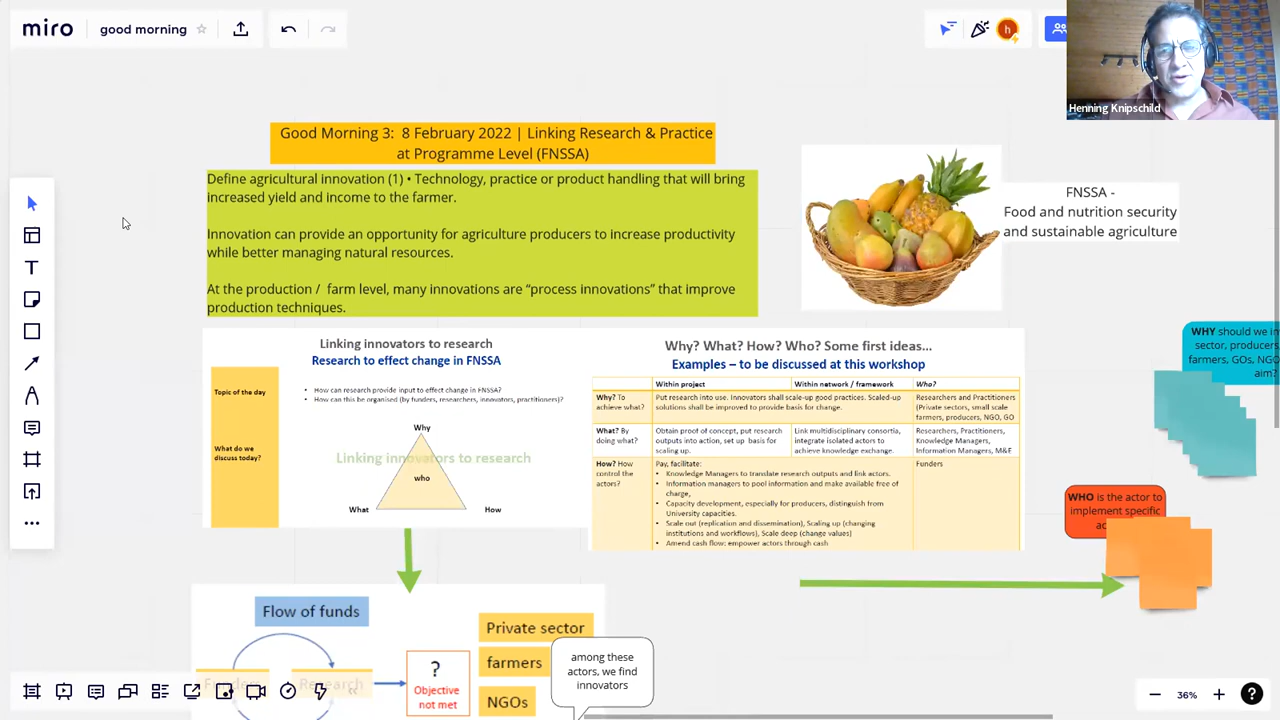 miro
good morning
h
Henning Knipschild
Good Morning 3: 8 February 2022 | Linking Research & Practice
at Programme Level (FNSSA)
Define agricultural innovation (1) • Technology, practice or product handling that will bring
increased yield and income to the farmer.
Innovation can provide an opportunity for agriculture producers to increase productivity
while better managing natural resources.
At the production / farm level, many innovations are “process innovations” that improve
production techniques.
FNSSA -
Food and nutrition security
and sustainable agriculture
Linking innovators to research
Research to effect change in FNSSA
Topic of the day
• How can research provide input to effect change in FNSSA?
• How can this be organised (by funders, researchers, innovators, practitioners)?
What do we
discuss today?
Why
Linking innovators to research
who
What
How
Why? What? How? Who? Some first ideas...
Examples – to be discussed at this workshop
Within project Within network / framework Who?
Why? To
achieve what?
Put research into use. Innovators shall scale-up good practices. Scaled-up
solutions shall be improved to provide basis for change.
Researchers and Practitioners
(Private sectors, small scale
farmers, producers, NGO, GO
What? By
doing what?
Obtain proof of concept, put research
outputs into action, set up basis for
scaling up.
Link multidisciplinary consortia,
integrate isolated actors to
achieve knowledge exchange.
Researchers, Practitioners,
Knowledge Managers,
Information Managers, M&E
How? How
control the
actors?
Pay, facilitate:
• Knowledge Managers to translate research outputs and link actors.
• Information managers to pool information and make available free of
charge,
• Capacity development, especially for producers, distinguish from
University capacities.
• Scale out (replication and dissemination), Scaling up (changing
institutions and workflows), Scale deep (change values)
• Amend cash flow: empower actors through cash
Funders
WHY should we in
sector, producers
farmers, GOs, NGO
aim?
WHO is the actor to
implement specific
Flow of funds
Funders
Research
?
Objective
not met
Private sector
farmers
NGOs
among these
actors, we find
innovators
36%